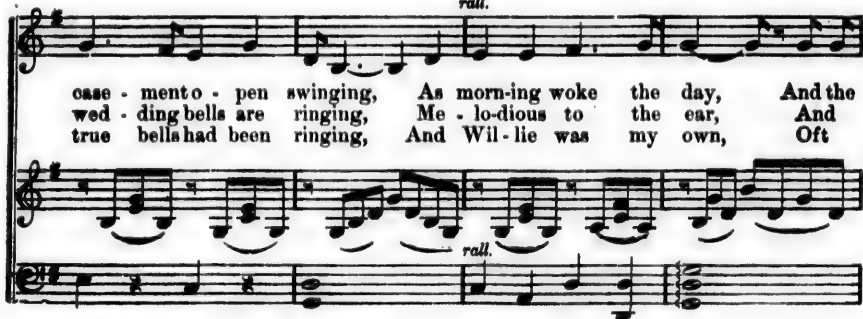 rall.
case - ment o - pen swinging, As morn-ing woke the day, And the
wed - ding bells are ringing, Me - lo-dious to the ear, And
true bells had been ringing, And Wil - lie was my own, Oft
rall.